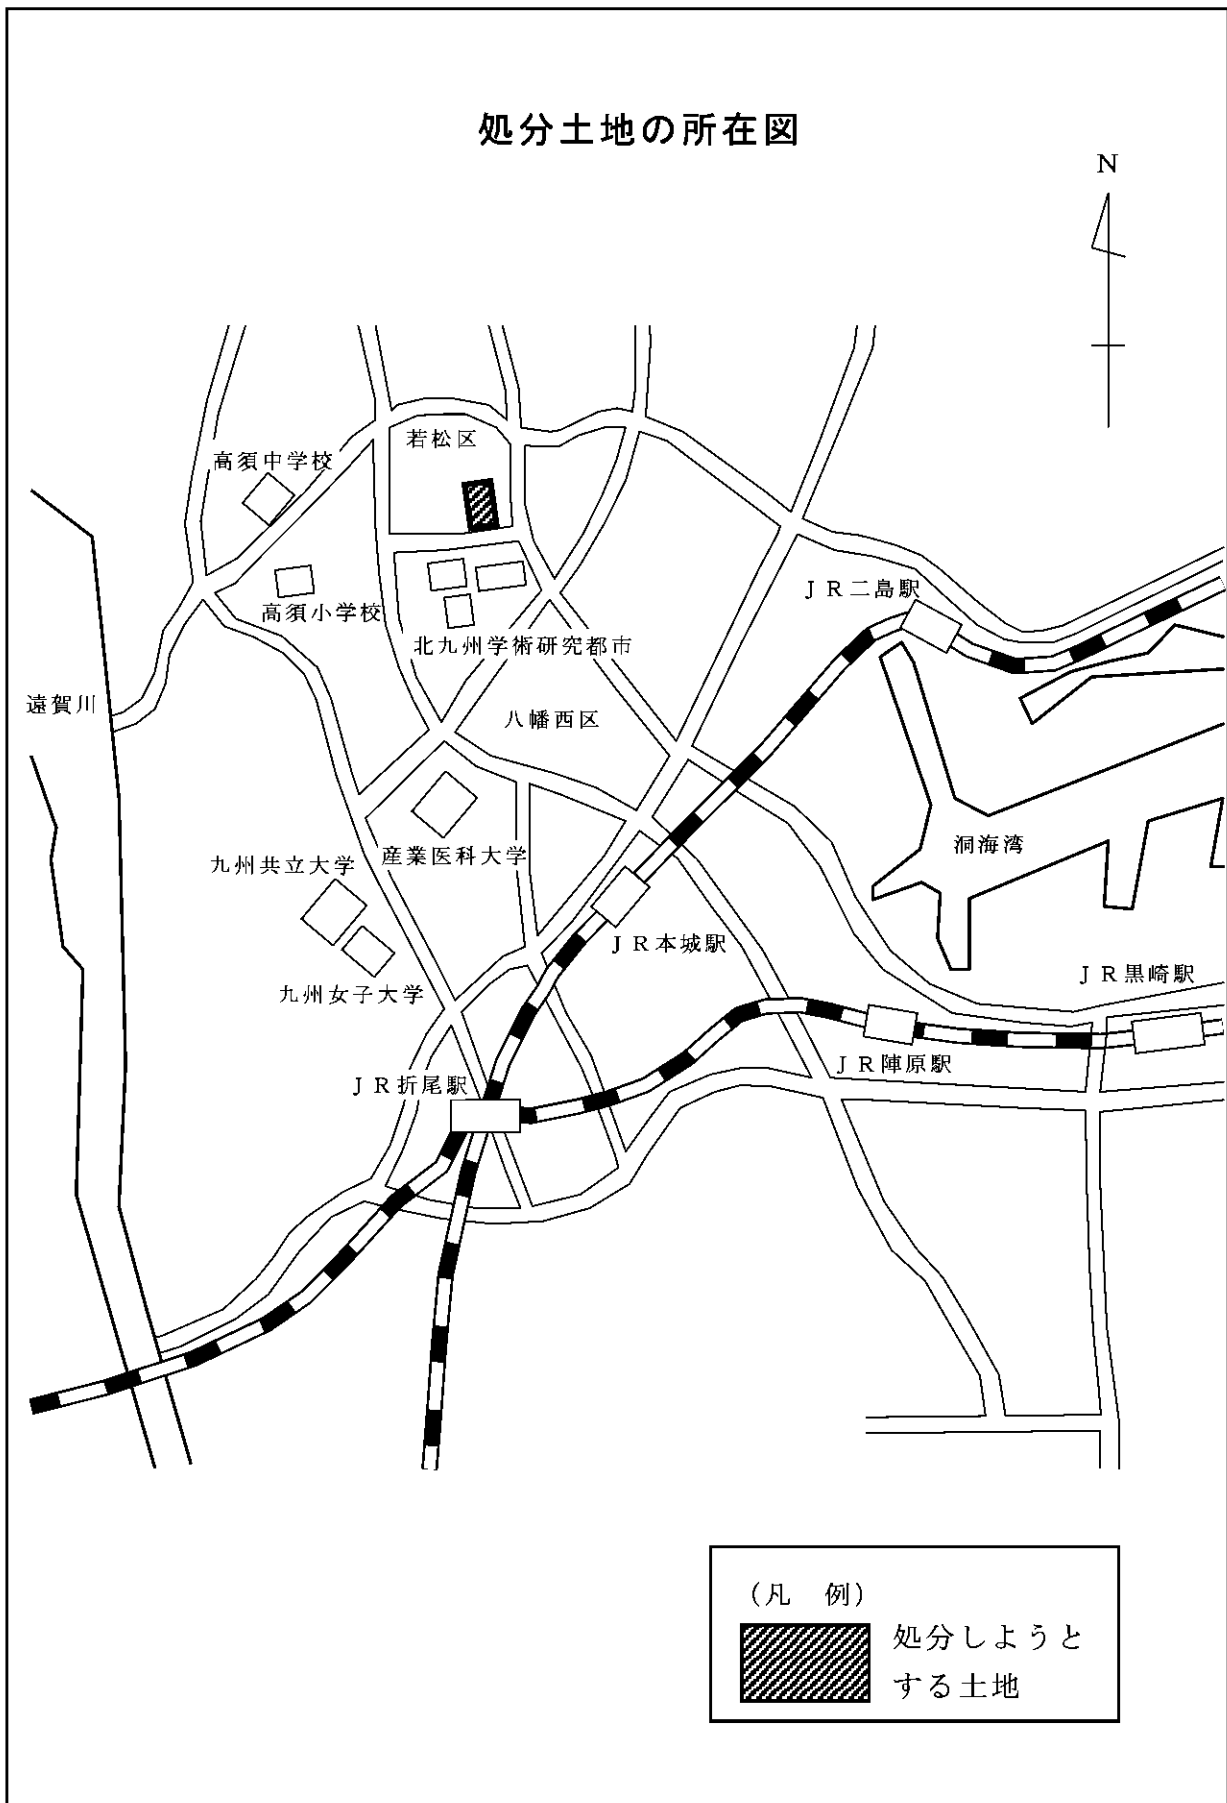 処分土地の所在図
N
若松区
高須中学校
JR二島駅
高須小学校
北九州学術研究都市
遠賀川
八幡西区
洞海湾
産業医科大学
九州共立大学
JR本城駅
JR黒崎駅
九州女子大学
JR陣原駅
JR折尾駅
(凡 例)
処分しようと
する土地